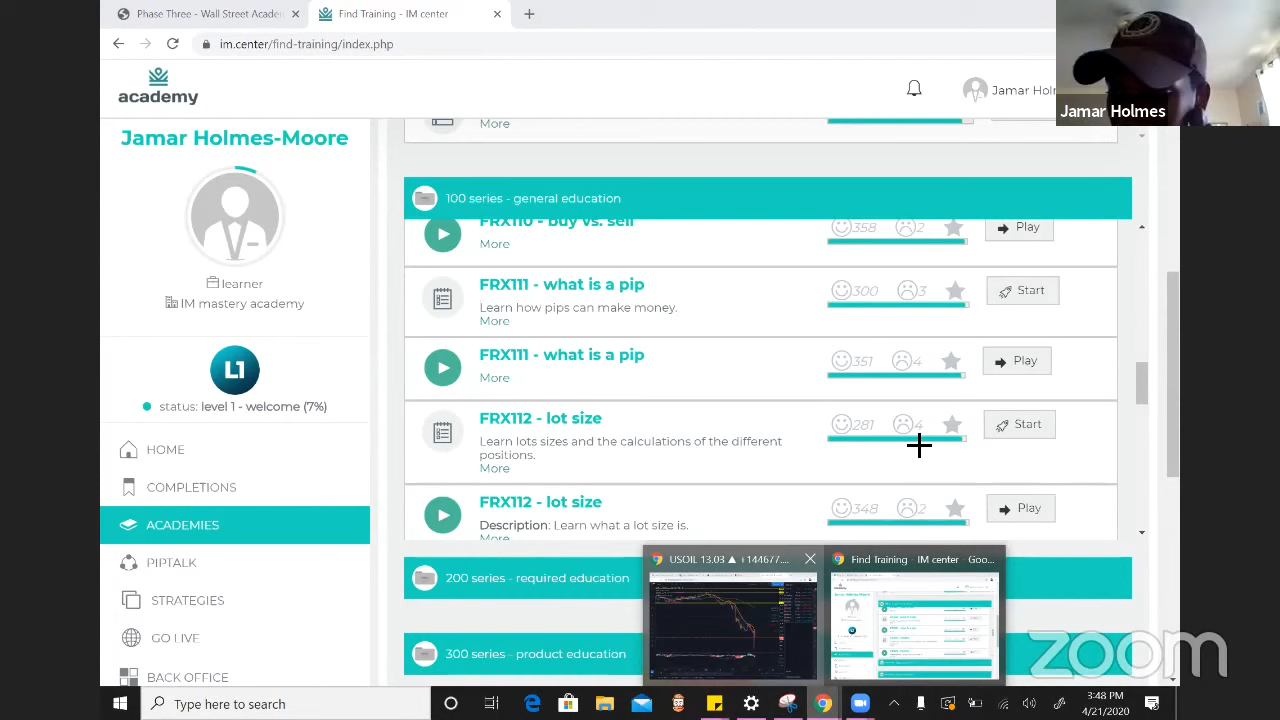 Phase Three - Wall Street Acade
Find Training - IM center
im.center/find-training/index.php
academy
Jamar Hol
Jamar Holmes
Jamar Holmes-Moore
learner
IM mastery academy
status: level 1 - welcome (7%)
HOME
COMPLETIONS
ACADEMIES
PIPTALK
STRATEGIES
GO LIVE
BACK OFFICE
More
100 series - general education
FRX110 - buy vs. sell
More
358
2
Play
FRX111 - what is a pip
Learn how pips can make money.
More
300
3
Start
FRX111 - what is a pip
More
351
4
Play
FRX112 - lot size
Learn lots sizes and the calculations of the different
positions.
More
281
4
Start
FRX112 - lot size
Description: Learn what a lot size is.
More
348
2
Play
200 series - required education
300 series - product education
USOIL 13.03 ▲ +144677....
Find Training - IM center - Goo...
zoom
Type here to search
3:48 PM
4/21/2020